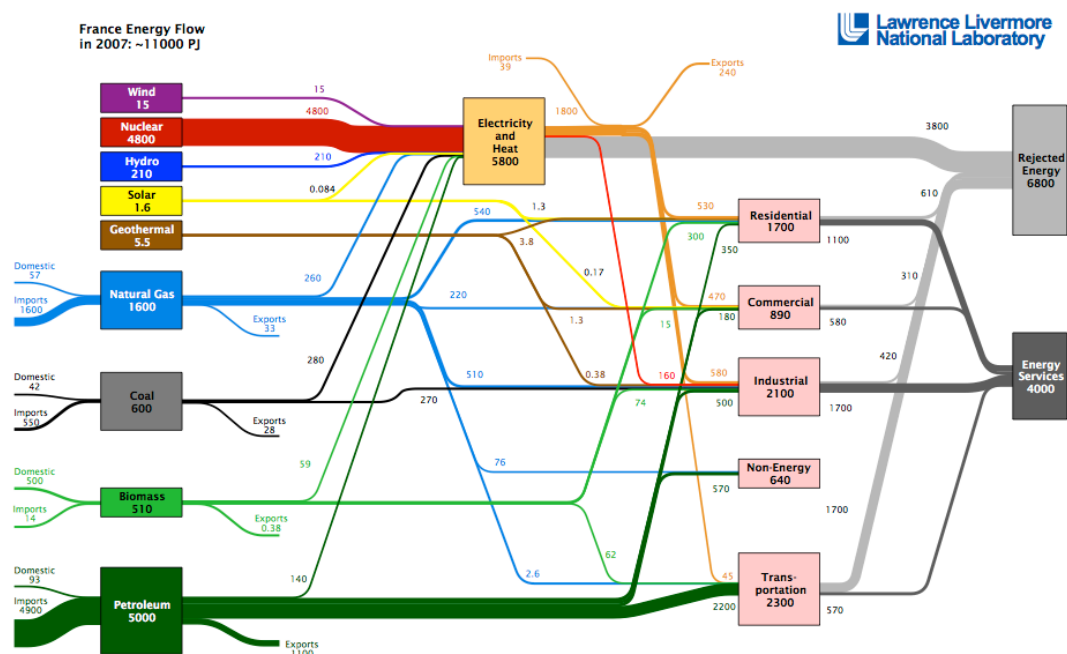 France Energy Flow
in 2007: ~11000 PJ
Lawrence Livermore
National Laboratory
Imports
39
Exports
240
Wind
15
15
Nuclear
4800
4800
Hydro
210
210
Solar
1.6
0.084
Geothermal
5.5
Electricity
and
Heat
5800
1800
3800
Rejected
Energy
6800
610
540
1.3
530
300
350
Residential
1700
1100
3.8
Domestic
57
Imports
1600
Natural Gas
1600
260
220
0.17
310
Exports
33
470
15
180
Commercial
890
580
1.3
280
Domestic
42
Imports
550
Coal
600
Exports
28
270
510
0.38
160
74
580
500
Industrial
2100
420
1700
Energy
Services
4000
Domestic
500
Imports
14
Biomass
510
59
Exports
0.38
76
570
Non-Energy
640
1700
Domestic
93
Imports
4900
Petroleum
5000
140
Exports
1100
2.6
62
45
2200
Trans-
portation
2300
570